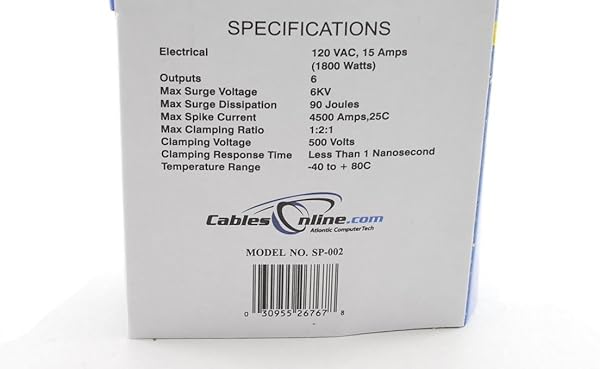 SPECIFICATIONS
Electrical 120 VAC, 15 Amps
(1800 Watts)
Outputs 6
Max Surge Voltage 6KV
Max Surge Dissipation 90 Joules
Max Spike Current 4500 Amps,25C
Max Clamping Ratio 1:2:1
Clamping Voltage 500 Volts
Clamping Response Time Less Than 1 Nanosecond
Temperature Range -40 to + 80C
CablesOnline.com
Atlantic ComputerTech
MODEL NO. SP-002
0 30955 26767 8